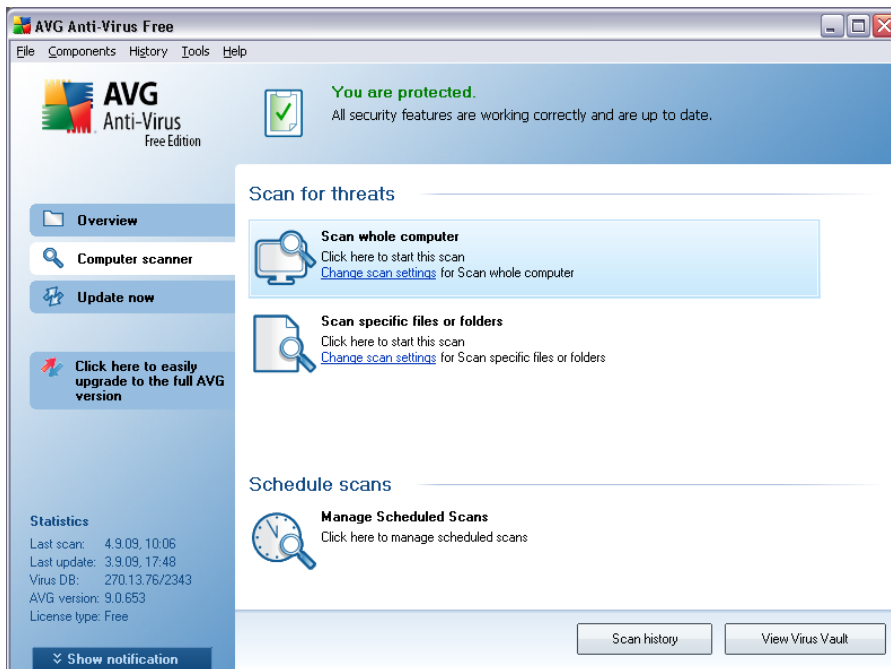 AVG Anti-Virus Free
File Components History Tools Help
AVG
Anti-Virus
Free Edition
You are protected.
All security features are working correctly and are up to date.
Overview
Computer scanner
Update now
Click here to easily
upgrade to the full AVG
version
Scan for threats
Scan whole computer
Click here to start this scan
Change scan settings for Scan whole computer
Scan specific files or folders
Click here to start this scan
Change scan settings for Scan specific files or folders
Schedule scans
Manage Scheduled Scans
Click here to manage scheduled scans
Statistics
Last scan: 4.9.09, 10:06
Last update: 3.9.09, 17:48
Virus DB: 270.13.76/2343
AVG version: 9.0.653
License type: Free
Show notification
Scan history
View Virus Vault